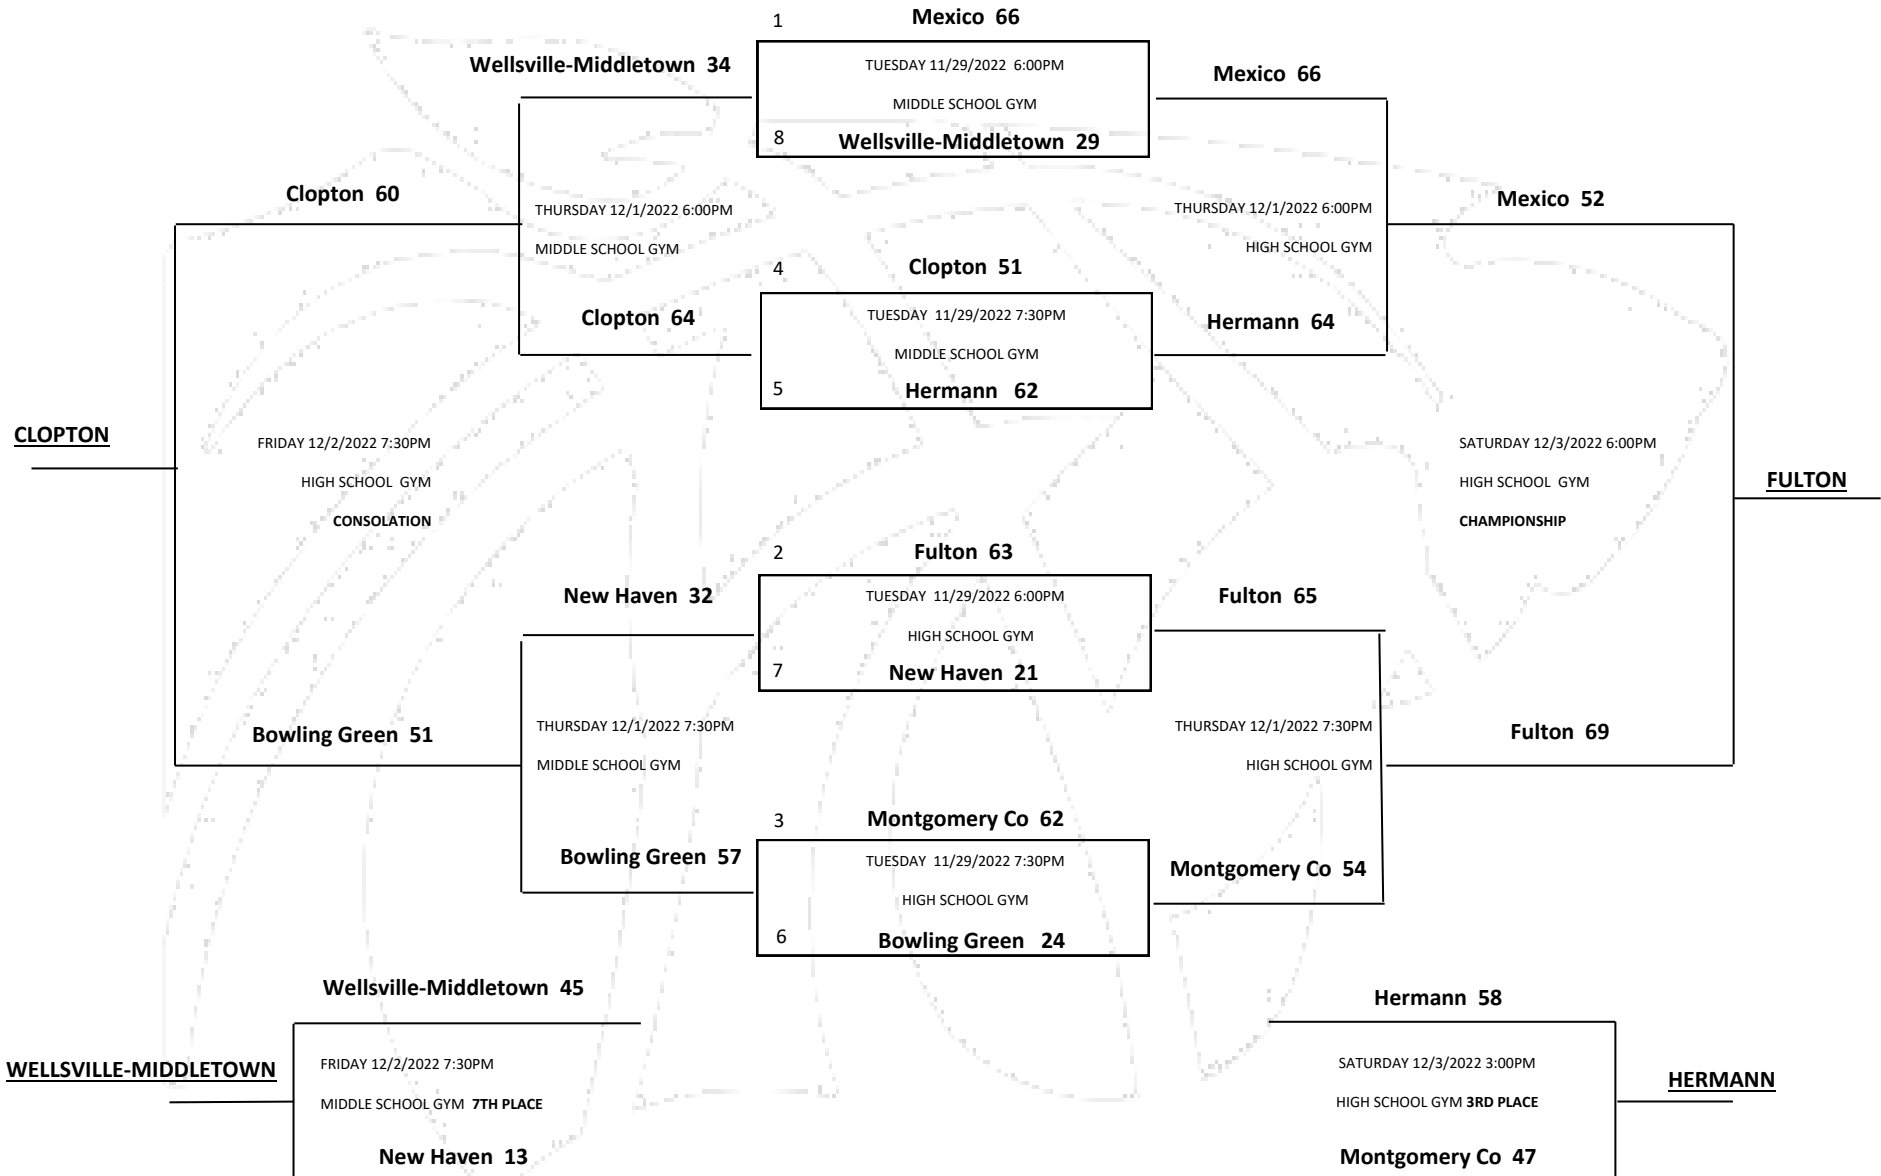 1 Mexico 66
Wellsville-Middletown 34
TUESDAY 11/29/2022 6:00PM
MIDDLE SCHOOL GYM
8 Wellsville-Middletown 29
Mexico 66
Clopton 60
THURSDAY 12/1/2022 6:00PM
MIDDLE SCHOOL GYM
THURSDAY 12/1/2022 6:00PM
HIGH SCHOOL GYM
Mexico 52
4 Clopton 51
Clopton 64
TUESDAY 11/29/2022 7:30PM
MIDDLE SCHOOL GYM
5 Hermann 62
Hermann 64
CLOPTON
FRIDAY 12/2/2022 7:30PM
HIGH SCHOOL GYM
CONSOLATION
SATURDAY 12/3/2022 6:00PM
HIGH SCHOOL GYM
CHAMPIONSHIP
FULTON
2 Fulton 63
New Haven 32
TUESDAY 11/29/2022 6:00PM
HIGH SCHOOL GYM
7 New Haven 21
Fulton 65
Bowling Green 51
THURSDAY 12/1/2022 7:30PM
MIDDLE SCHOOL GYM
THURSDAY 12/1/2022 7:30PM
HIGH SCHOOL GYM
Fulton 69
3 Montgomery Co 62
Bowling Green 57
TUESDAY 11/29/2022 7:30PM
HIGH SCHOOL GYM
6 Bowling Green 24
Montgomery Co 54
Wellsville-Middletown 45
WELLSVILLE-MIDDLETOWN
FRIDAY 12/2/2022 7:30PM
MIDDLE SCHOOL GYM 7TH PLACE
New Haven 13
Hermann 58
SATURDAY 12/3/2022 3:00PM
HIGH SCHOOL GYM 3RD PLACE
HERMANN
Montgomery Co 47